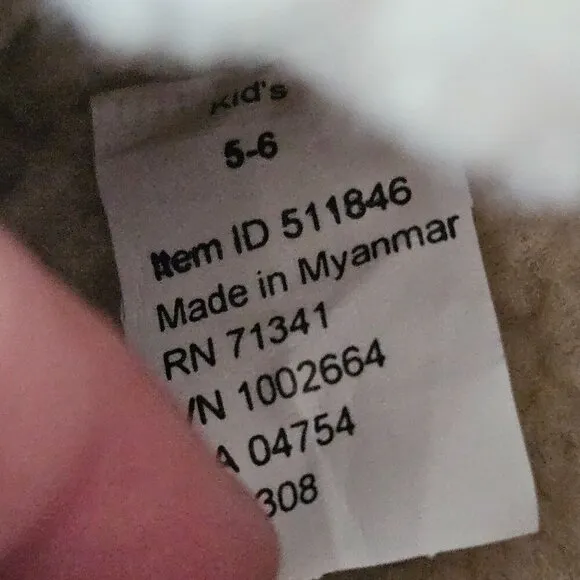 Kid's
5-6
Item ID 511846
Made in Myanmar
RN 71341
/N 1002664
A 04754
308